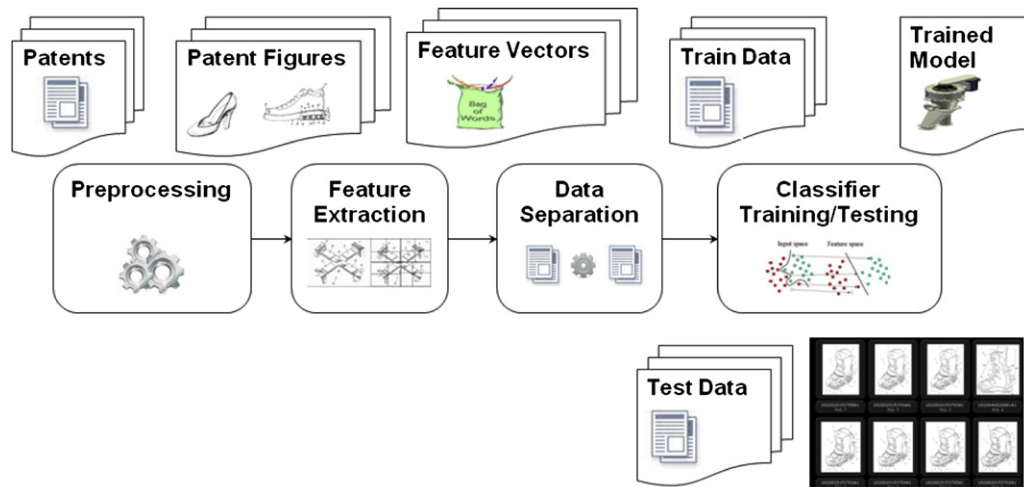 Patents
Patent Figures
Feature Vectors
Bag
of
Words
Train Data
Trained
Model
Preprocessing
Feature
Extraction
Data
Separation
Classifier
Training/Testing
Input space
Feature space
Test Data